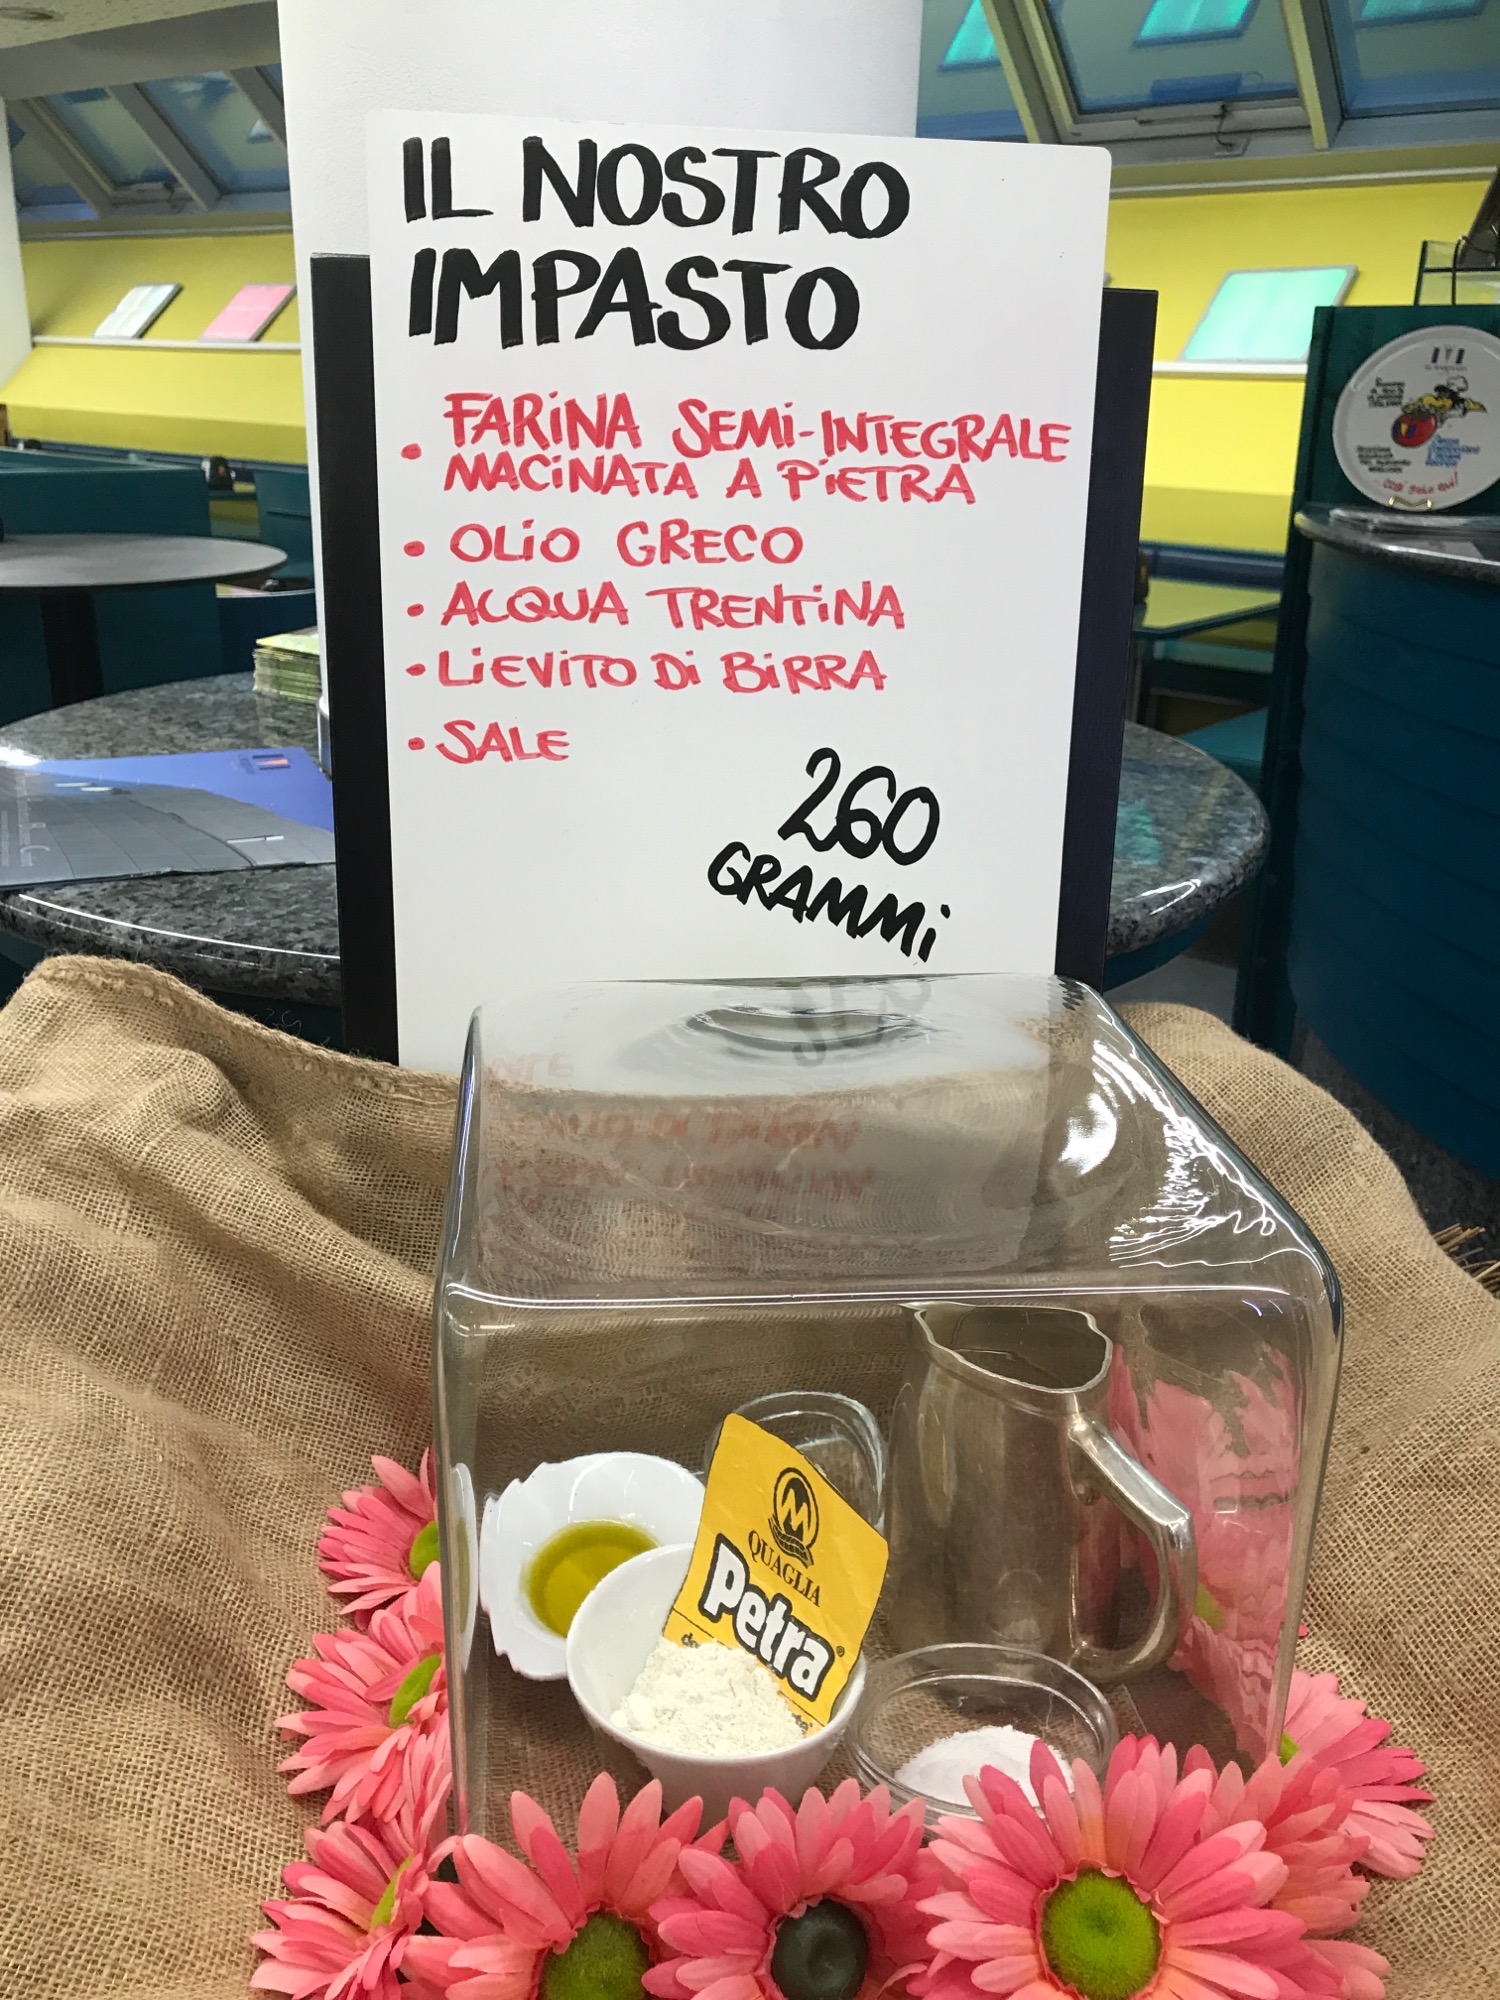 IL NOSTRO
IMPASTO
• FARINA SEMI-INTEGRALE
MACINATA A PIETRA
• OLIO GRECO
• ACQUA TRENTINA
• LIEVITO DI BIRRA
• SALE
260
GRAMMI
M
QUAGLIA
Petra®